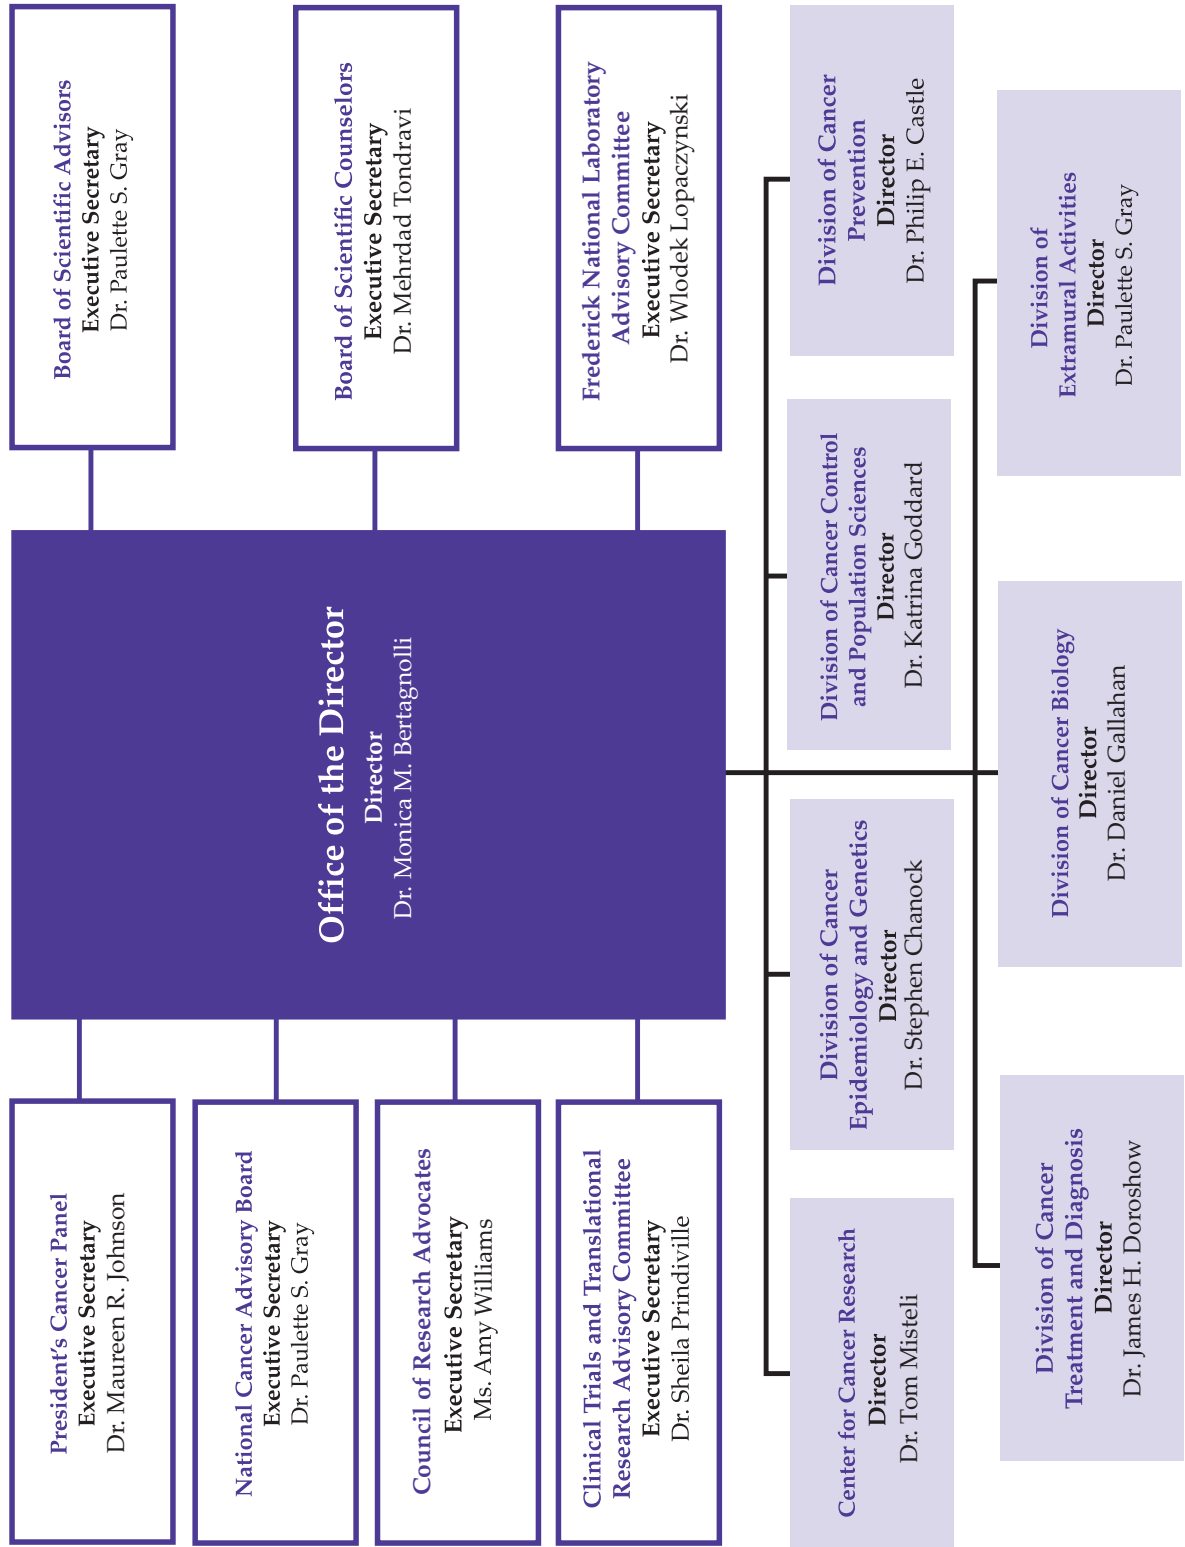 President's Cancer Panel
Executive Secretary
Dr. Maureen R. Johnson
National Cancer Advisory Board
Executive Secretary
Dr. Paulette S. Gray
Council of Research Advocates
Executive Secretary
Ms. Amy Williams
Clinical Trials and Translational
Research Advisory Committee
Executive Secretary
Dr. Sheila Prindiville
Office of the Director
Director
Dr. Monica M. Bertagnolli
Board of Scientific Advisors
Executive Secretary
Dr. Paulette S. Gray
Board of Scientific Counselors
Executive Secretary
Dr. Mehrdad Tondravi
Frederick National Laboratory
Advisory Committee
Executive Secretary
Dr. Wlodek Lopaczynski
Center for Cancer Research
Director
Dr. Tom Misteli
Division of Cancer
Epidemiology and Genetics
Director
Dr. Stephen Chanock
Division of Cancer Control
and Population Sciences
Director
Dr. Katrina Goddard
Division of Cancer
Prevention
Director
Dr. Philip E. Castle
Division of Cancer
Treatment and Diagnosis
Director
Dr. James H. Doroshow
Division of Cancer Biology
Director
Dr. Daniel Gallahan
Division of
Extramural Activities
Director
Dr. Paulette S. Gray